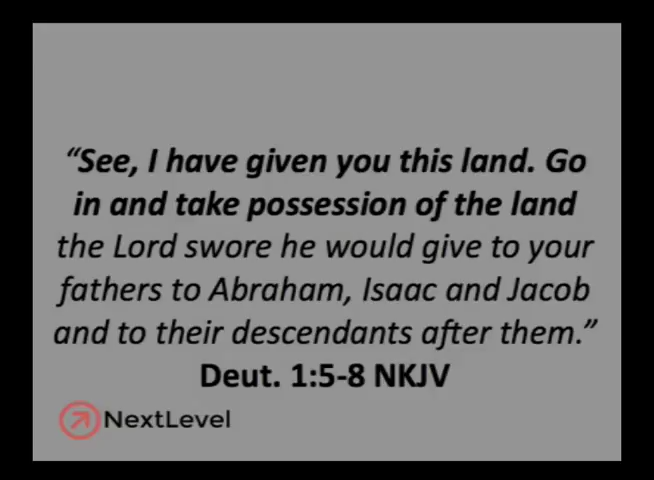 “See, I have given you this land. Go
in and take possession of the land
the Lord swore he would give to your
fathers to Abraham, Isaac and Jacob
and to their descendants after them.”
Deut. 1:5-8 NKJV
NextLevel